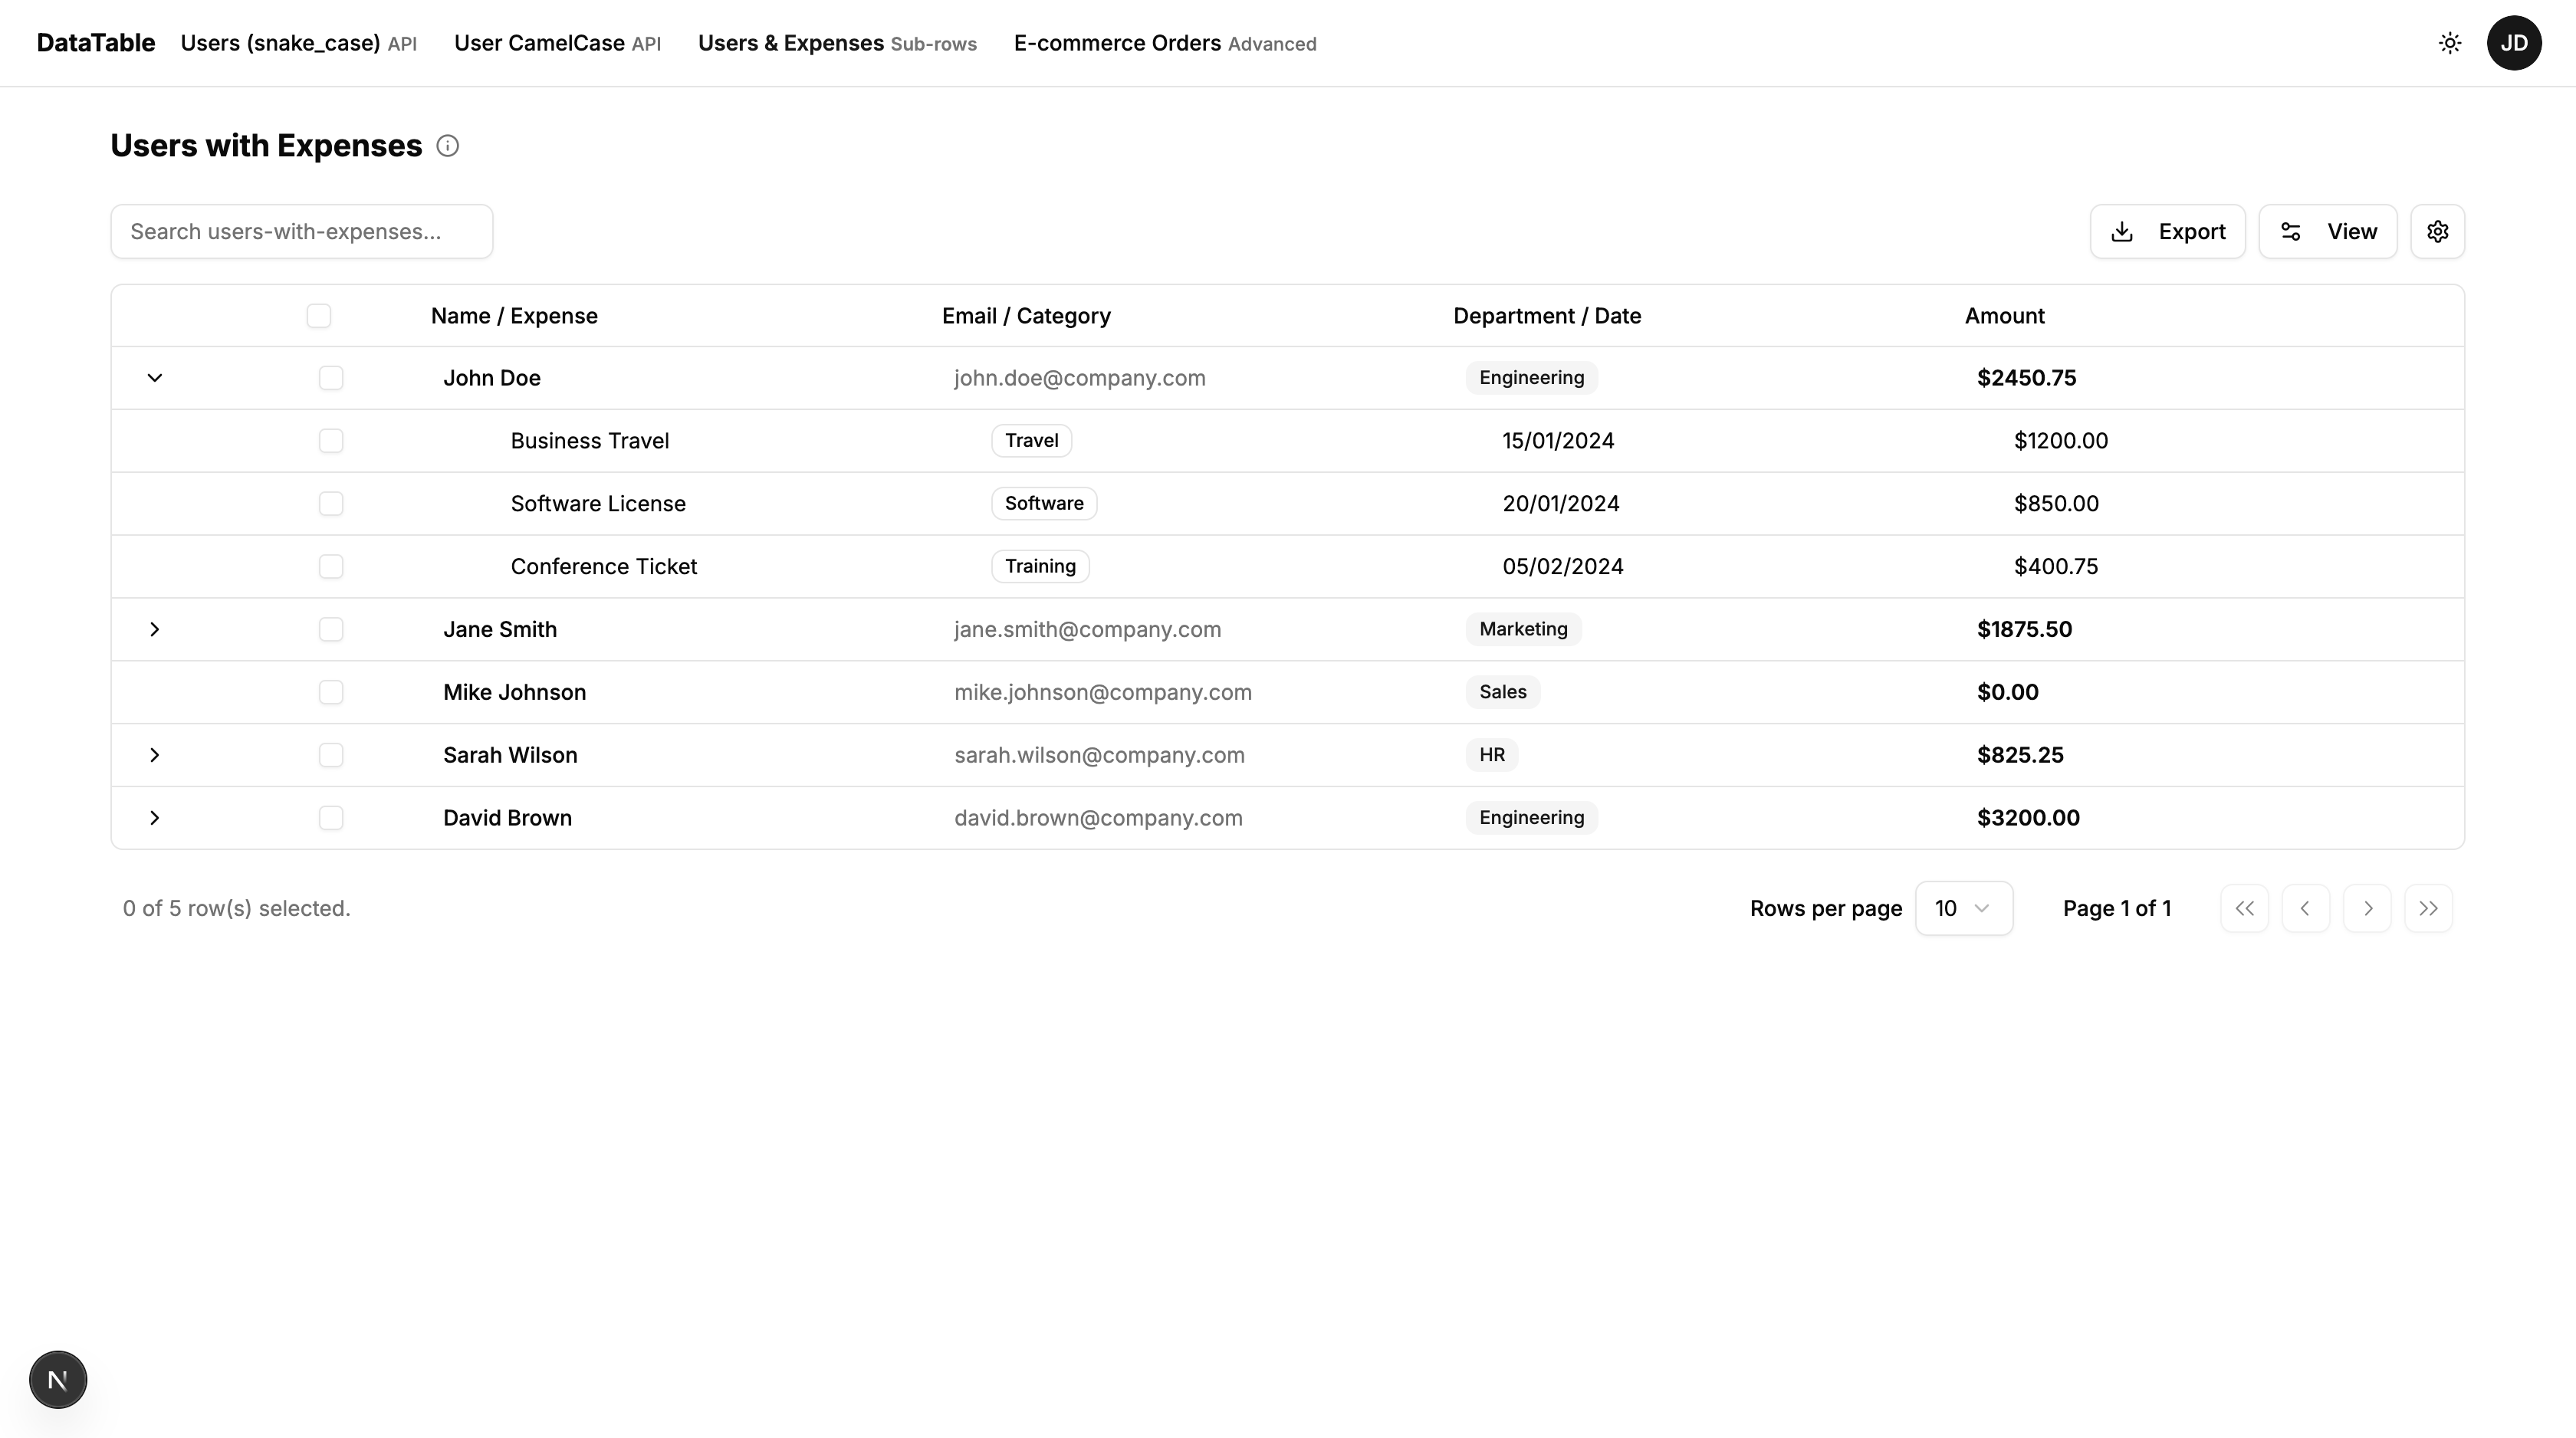 DataTable Users (snake_case) API User CamelCase API Users & Expenses Sub-rows E-commerce Orders Advanced JD
Users with Expenses
Search users-with-expenses... Export View
Name / Expense Email / Category Department / Date Amount
John Doe john.doe@company.com Engineering $2450.75
Business Travel Travel 15/01/2024 $1200.00
Software License Software 20/01/2024 $850.00
Conference Ticket Training 05/02/2024 $400.75
Jane Smith jane.smith@company.com Marketing $1875.50
Mike Johnson mike.johnson@company.com Sales $0.00
Sarah Wilson sarah.wilson@company.com HR $825.25
David Brown david.brown@company.com Engineering $3200.00
0 of 5 row(s) selected. Rows per page 10 Page 1 of 1
N